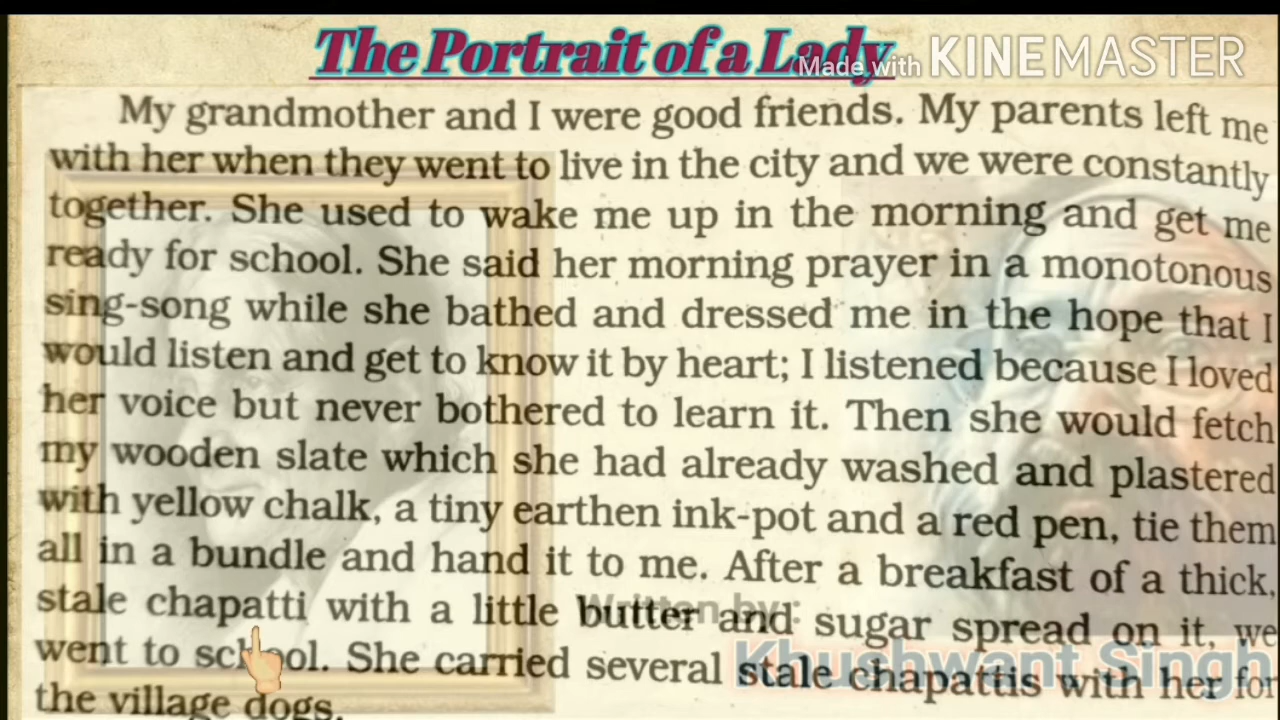 The Portrait of a Lady
Made with KINEMASTER
My grandmother and I were good friends. My parents left me
with her when they went to live in the city and we were constantly
together. She used to wake me up in the morning and get me
ready for school. She said her morning prayer in a monotonous
sing-song while she bathed and dressed me in the hope that I
would listen and get to know it by heart; I listened because I loved
her voice but never bothered to learn it. Then she would fetch
my wooden slate which she had already washed and plastered
with yellow chalk, a tiny earthen ink-pot and a red pen, tie them
all in a bundle and hand it to me. After a breakfast of a thick,
stale chapatti with a little butter and sugar spread on it, we
went to school. She carried several stale chapattis with her for
the village dogs.
Written by:
Khushwant Singh